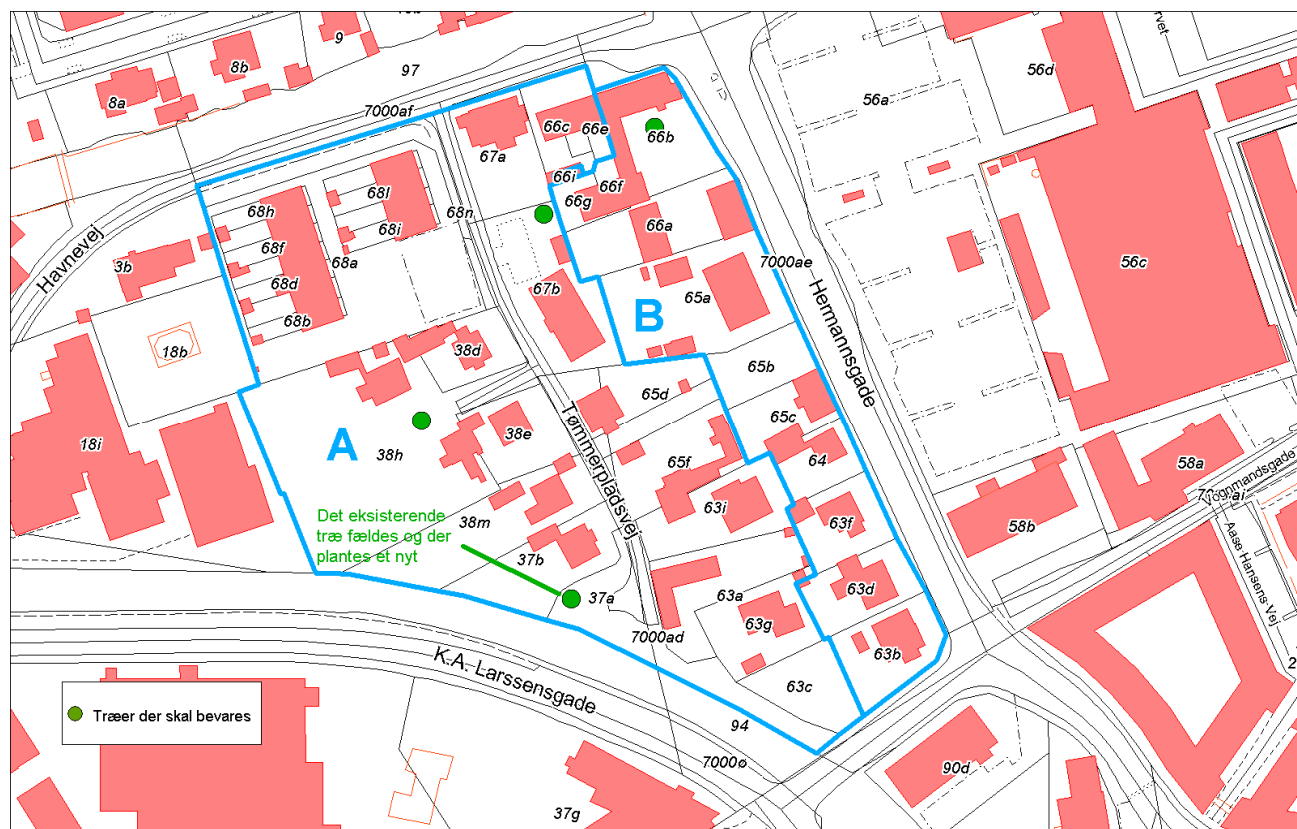 9
8b
8a
97
7000af
56d
56a
66c
66e
66b
67a
66i
66f
66g
68l
68h
68i
68n
68f
68a
68d
68b
66a
7000ae
56c
Havnevej
3b
67b
65a
B
Hermannsgade
18b
38d
65b
65d
65c
Tømmerpladsvej
18i
A
38h
38e
65f
64
58a
63i
63f
58b
Vognmandsgade
Aase Hansens Vej
Det eksisterende
træ fældes og der
plantes et nyt
38m
37b
37a
63a
63d
63g
7000ad
63b
63c
K.A. Larssensgade
94
7000ø
90d
37g
Træer der skal bevares